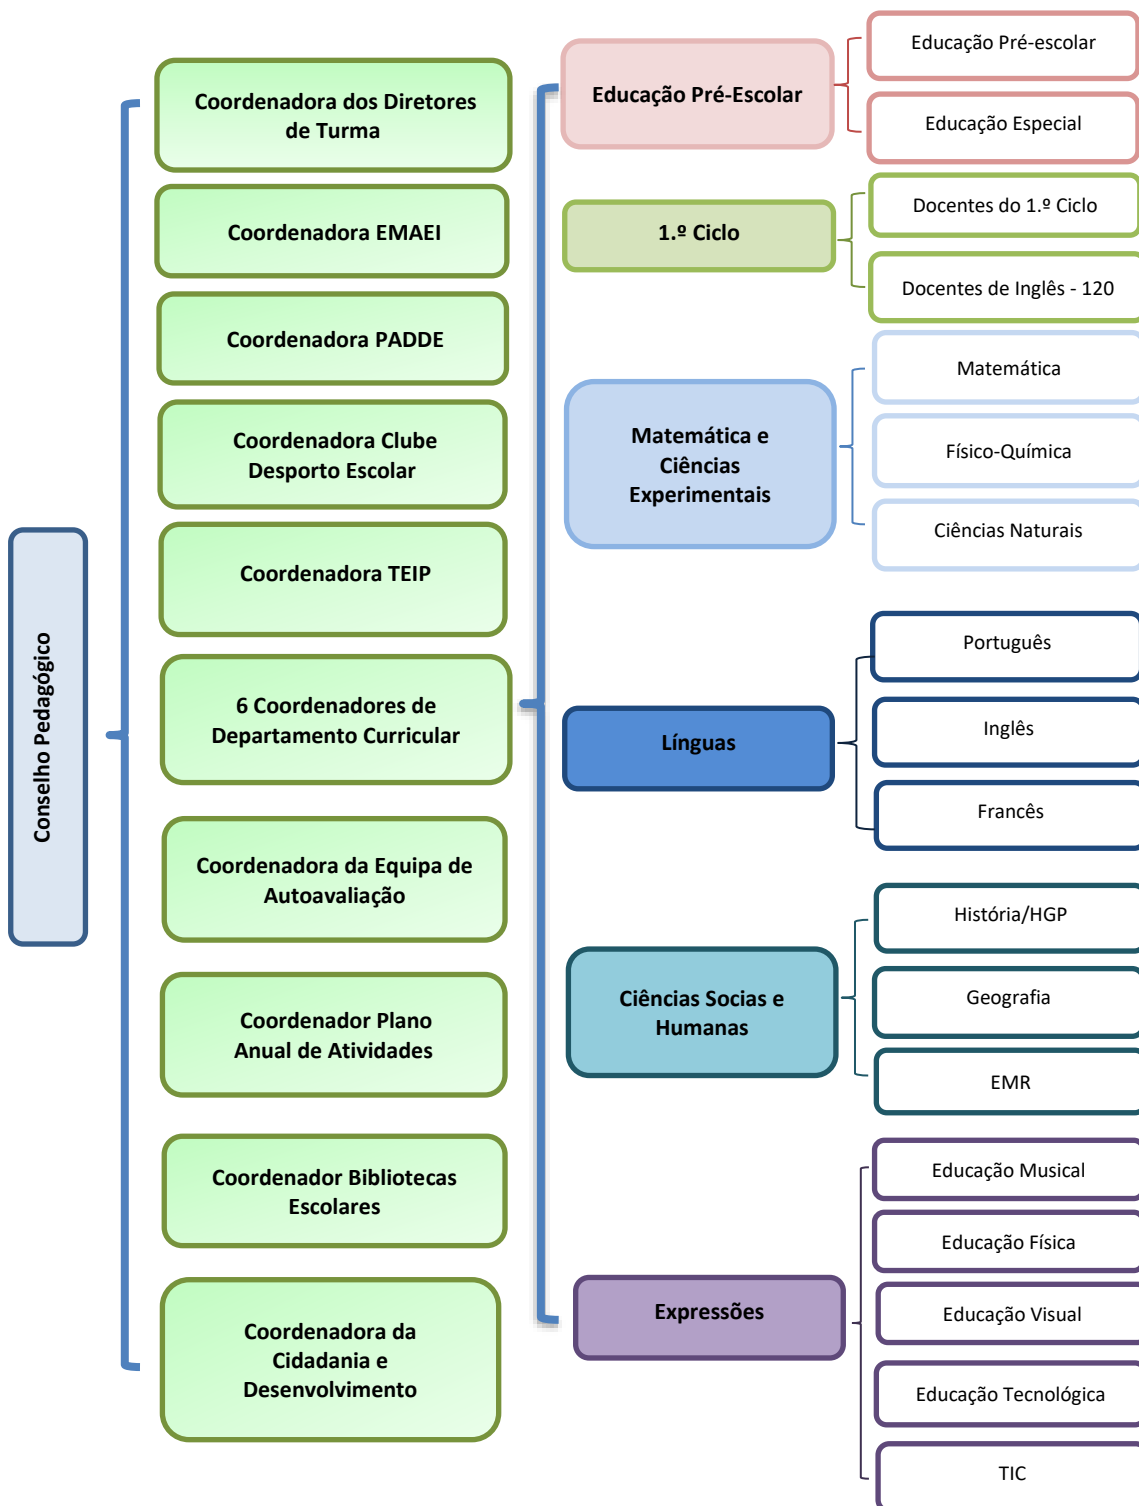 Conselho Pedagógico
Coordenadora dos Diretores
de Turma
Coordenadora EMAEI
Coordenadora PADDE
Coordenadora Clube
Desporto Escolar
Coordenadora TEIP
6 Coordenadores de
Departamento Curricular
Coordenadora da Equipa de
Autoavaliação
Coordenador Plano
Anual de Atividades
Coordenador Bibliotecas
Escolares
Coordenadora da
Cidadania e
Desenvolvimento
Educação Pré-Escolar
Educação Pré-escolar
Educação Especial
1.º Ciclo
Docentes do 1.º Ciclo
Docentes de Inglês - 120
Matemática e
Ciências
Experimentais
Matemática
Físico-Química
Ciências Naturais
Línguas
Português
Inglês
Francês
Ciências Socias e
Humanas
História/HGP
Geografia
EMR
Expressões
Educação Musical
Educação Física
Educação Visual
Educação Tecnológica
TIC